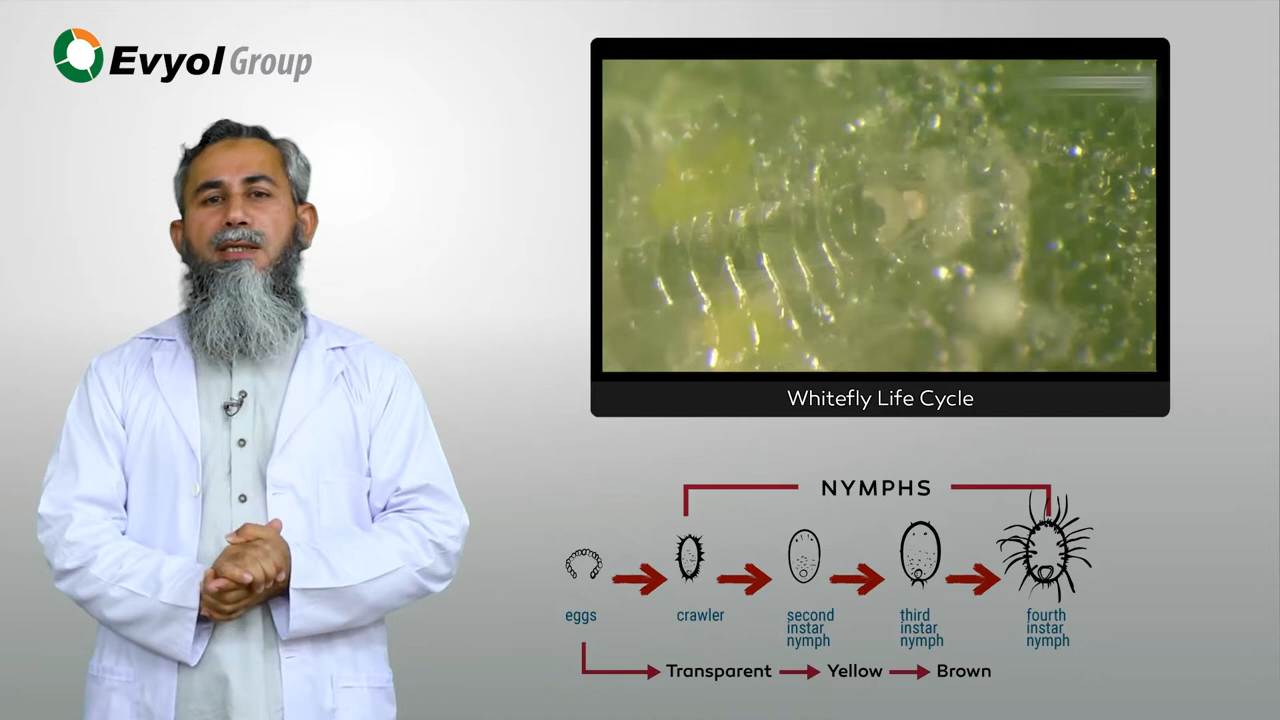 Evyol Group
Whitefly Life Cycle
NYMPHS
eggs
crawler
second
instar
nymph
third
instar
nymph
fourth
instar
nymph
Transparent
Yellow
Brown